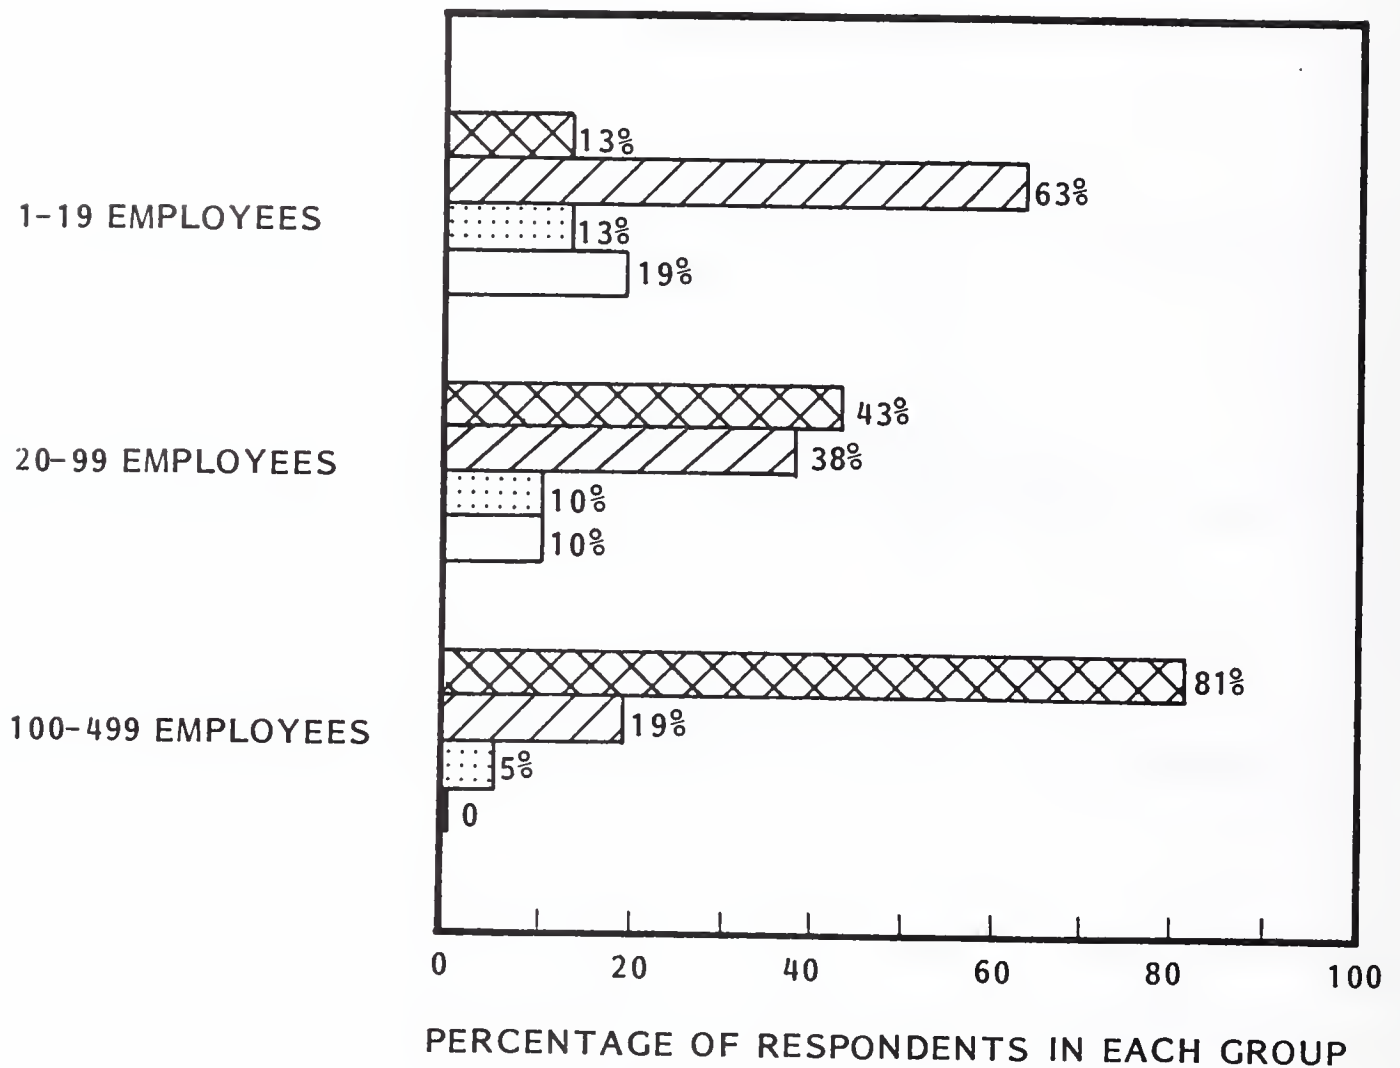 13%
63%
1-19 EMPLOYEES
13%
19%
43%
20-99 EMPLOYEES
38%
10%
10%
81%
100-499 EMPLOYEES
19%
5%
0
0 20 40 60 80 100
PERCENTAGE OF RESPONDENTS IN EACH GROUP